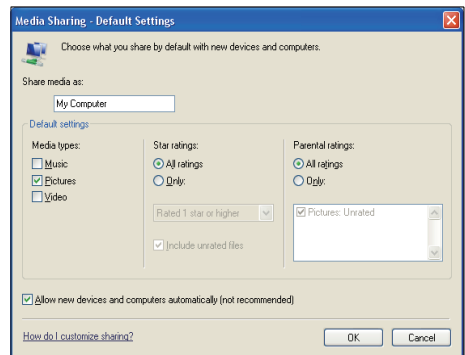 Media Sharing - Default Settings
Choose what you share by default with new devices and computers.
Share media as:
My Computer
Default settings
Media types:
Music
Pictures
Video
Star ratings:
All ratings
Only:
Rated 1 star or higher
Include unrated files
Parental ratings:
All ratings
Only:
Pictures: Unrated
Allow new devices and computers automatically (not recommended)
How do I customize sharing?
OK
Cancel